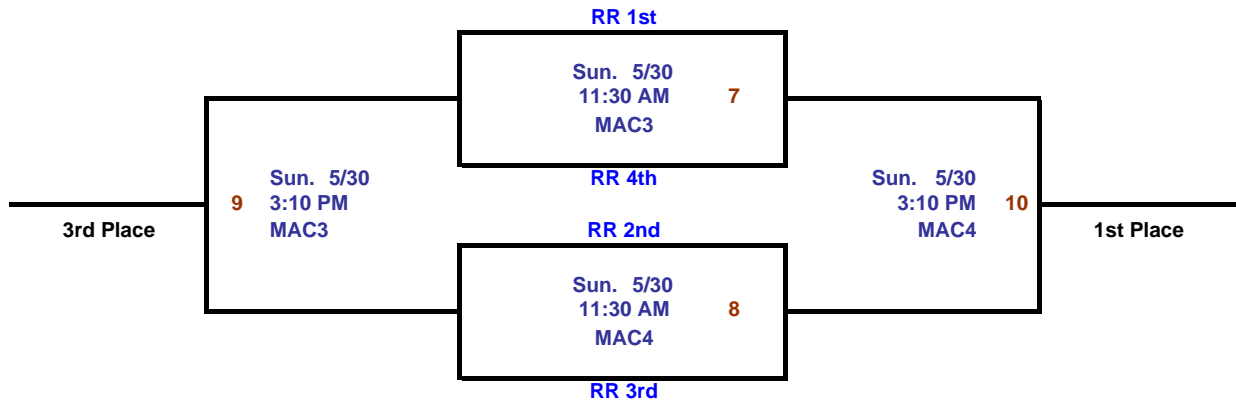 RR 1st
Sun. 5/30
11:30 AM 7
MAC3
RR 4th
9 Sun. 5/30
3:10 PM
MAC3
3rd Place
Sun. 5/30
3:10 PM 10
MAC4
1st Place
RR 2nd
Sun. 5/30
11:30 AM 8
MAC4
RR 3rd